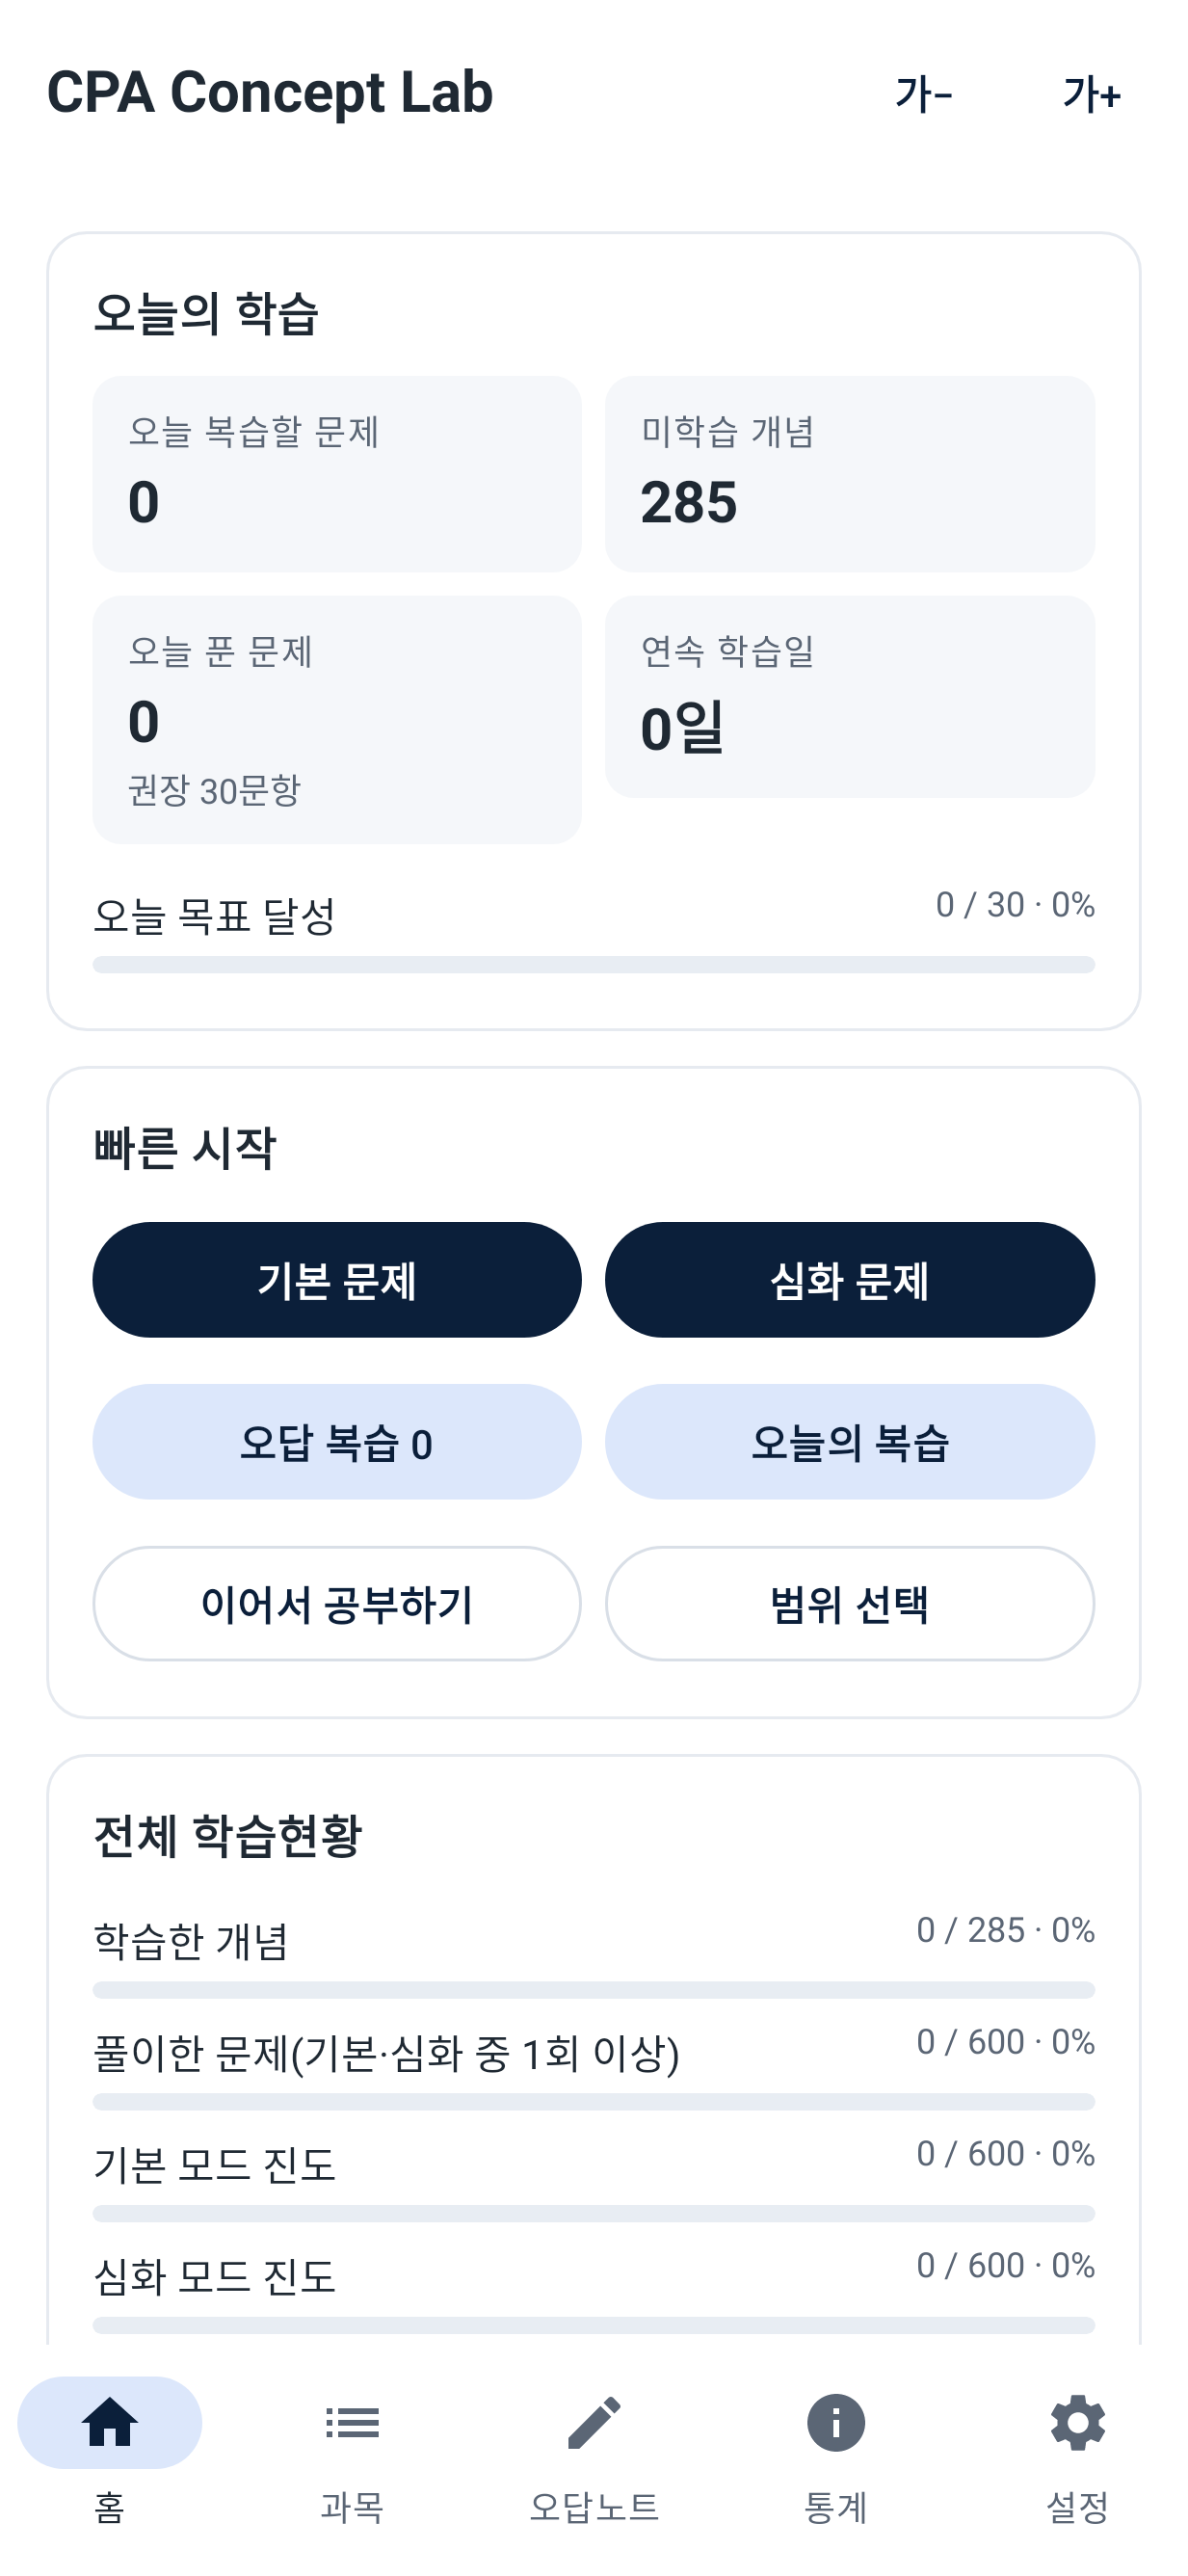 CPA Concept Lab
가-
가+
오늘의 학습
오늘 복습할 문제
0
미학습 개념
285
오늘 푼 문제
0
권장 30문항
연속 학습일
0일
오늘 목표 달성
0 / 30 · 0%
빠른 시작
기본 문제
심화 문제
오답 복습 0
오늘의 복습
이어서 공부하기
범위 선택
전체 학습현황
학습한 개념
0 / 285 · 0%
풀이한 문제(기본·심화 중 1회 이상)
0 / 600 · 0%
기본 모드 진도
0 / 600 · 0%
심화 모드 진도
0 / 600 · 0%
홈
과목
오답노트
통계
설정